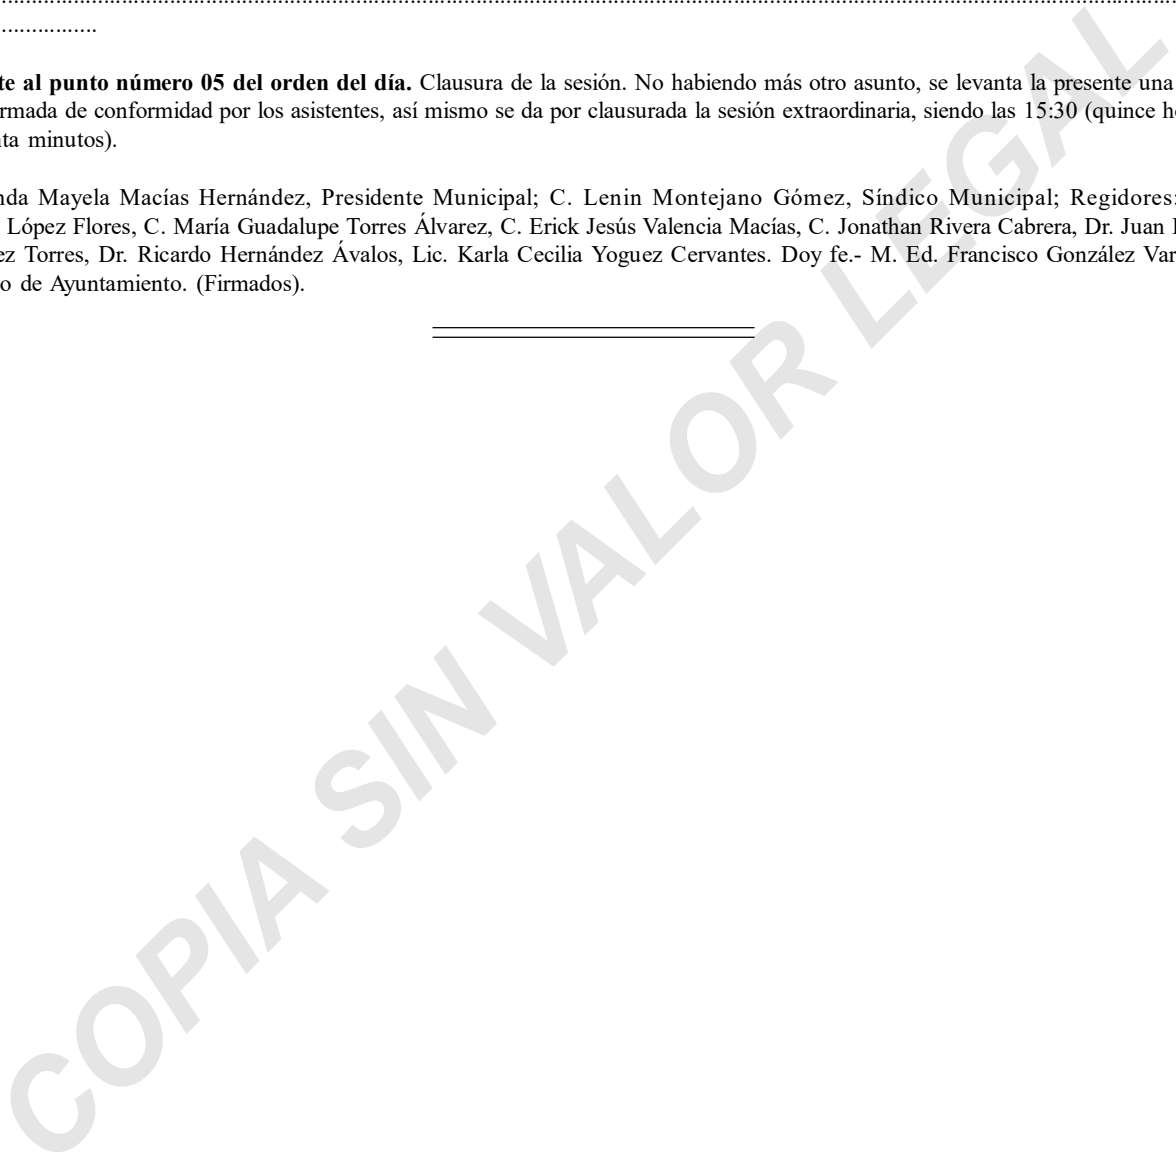 ................................................................................................................................................................................................................
................
te al punto número 05 del orden del día. Clausura de la sesión. No habiendo más otro asunto, se levanta la presente una
rmada de conformidad por los asistentes, así mismo se da por clausurada la sesión extraordinaria, siendo las 15:30 (quince h
ta minutos).
nda Mayela Macías Hernández, Presidente Municipal; C. Lenin Montejano Gómez, Síndico Municipal; Regidores:
López Flores, C. María Guadalupe Torres Álvarez, C. Erick Jesús Valencia Macías, C. Jonathan Rivera Cabrera, Dr. Juan
ez Torres, Dr. Ricardo Hernández Ávalos, Lic. Karla Cecilia Yoguez Cervantes. Doy fe.- M. Ed. Francisco González Var
o de Ayuntamiento. (Firmados).
COPIA SIN VALOR LEGAL